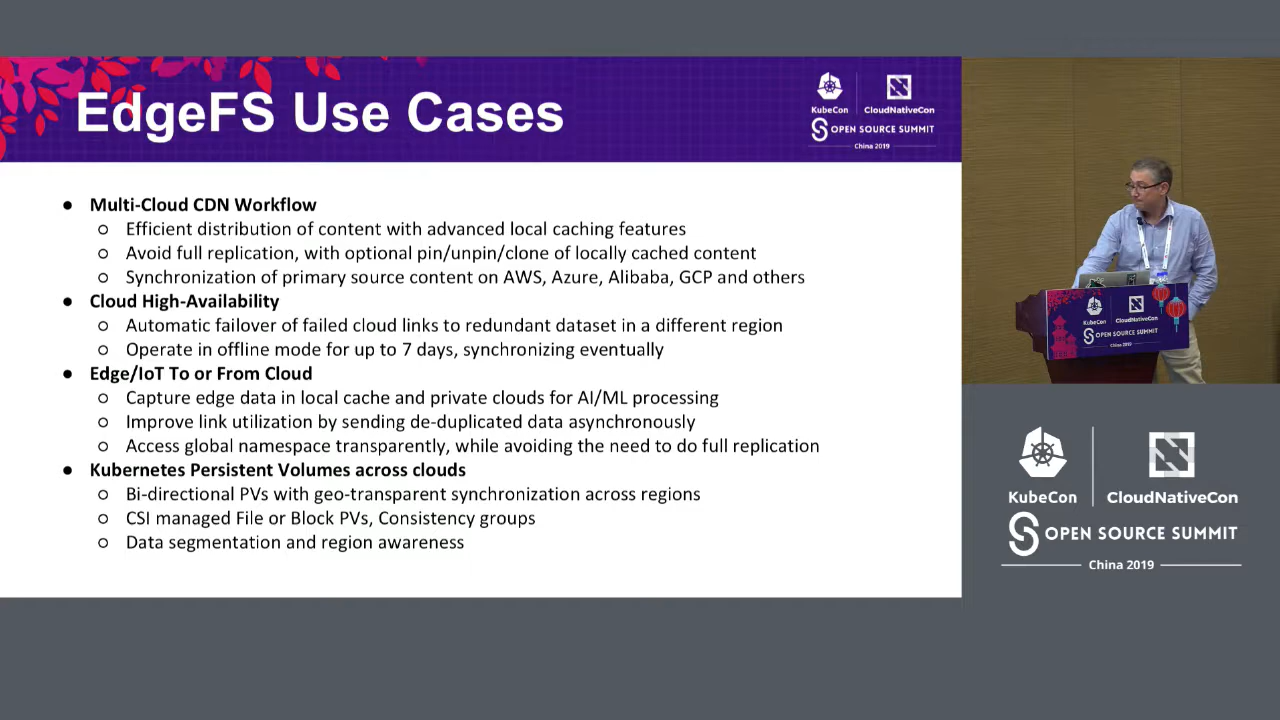 EdgeFS Use Cases
KubeCon
CloudNativeCon
OPEN SOURCE SUMMIT
China 2019
● Multi-Cloud CDN Workflow
○ Efficient distribution of content with advanced local caching features
○ Avoid full replication, with optional pin/unpin/clone of locally cached content
○ Synchronization of primary source content on AWS, Azure, Alibaba, GCP and others
● Cloud High-Availability
○ Automatic failover of failed cloud links to redundant dataset in a different region
○ Operate in offline mode for up to 7 days, synchronizing eventually
● Edge/IoT To or From Cloud
○ Capture edge data in local cache and private clouds for AI/ML processing
○ Improve link utilization by sending de-duplicated data asynchronously
○ Access global namespace transparently, while avoiding the need to do full replication
● Kubernetes Persistent Volumes across clouds
○ Bi-directional PVs with geo-transparent synchronization across regions
○ CSI managed File or Block PVs, Consistency groups
○ Data segmentation and region awareness
KubeCon
CloudNativeCon
OPEN SOURCE SUMMIT
China 2019
KubeCon
CloudNativeCon
OPEN SOURCE SUMMIT
China 2019